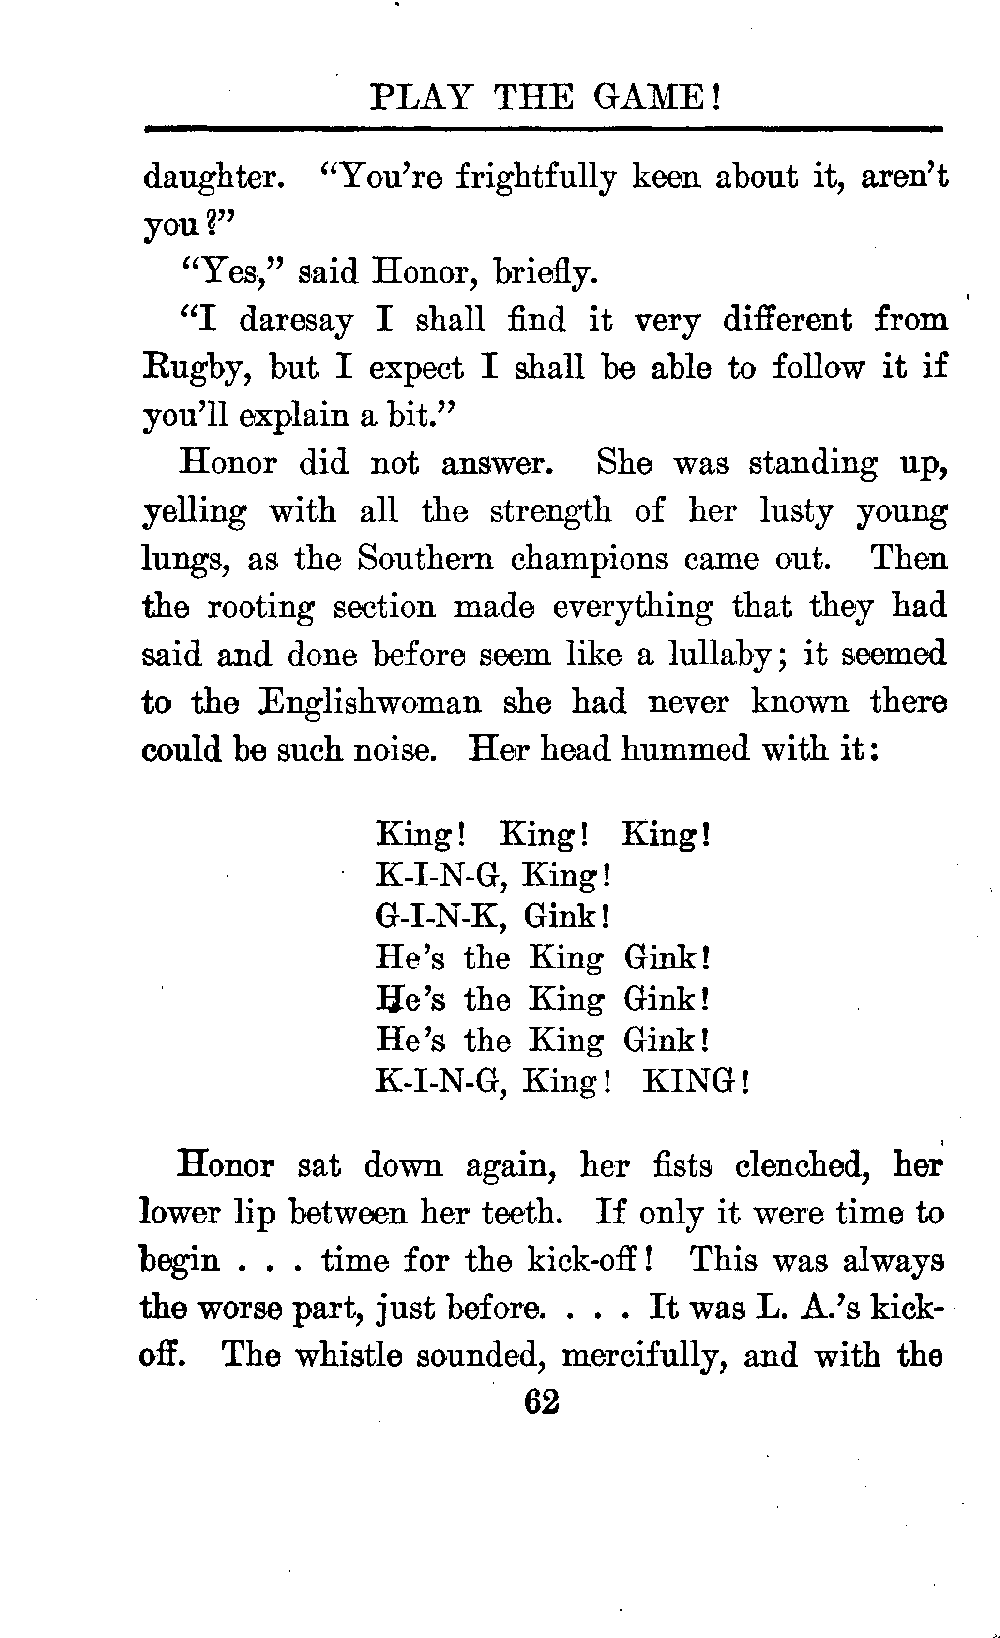 PLAY THE GAME!
daughter. "You're frightfully keen about it, aren't
you?"
"Yes," said Honor, briefly.
"I daresay I shall find it very different from
Rugby, but I expect I shall be able to follow it if
you'll explain a bit."
Honor did not answer. She was standing up,
yelling with all the strength of her lusty young
lungs, as the Southern champions came out. Then
the rooting section made everything that they had
said and done before seem like a lullaby; it seemed
to the Englishwoman she had never known there
could be such noise. Her head hummed with it:
King! King! King!
K-I-N-G, King!
G-I-N-K, Gink!
He's the King Gink!
He's the King Gink!
He's the King Gink!
K-I-N-G, King! KING!
Honor sat down again, her fists clenched, her
lower lip between her teeth. If only it were time to
begin . . . time for the kick-off! This was always
the worse part, just before. . . . It was L. A.'s kick-
off. The whistle sounded, mercifully, and with the
62